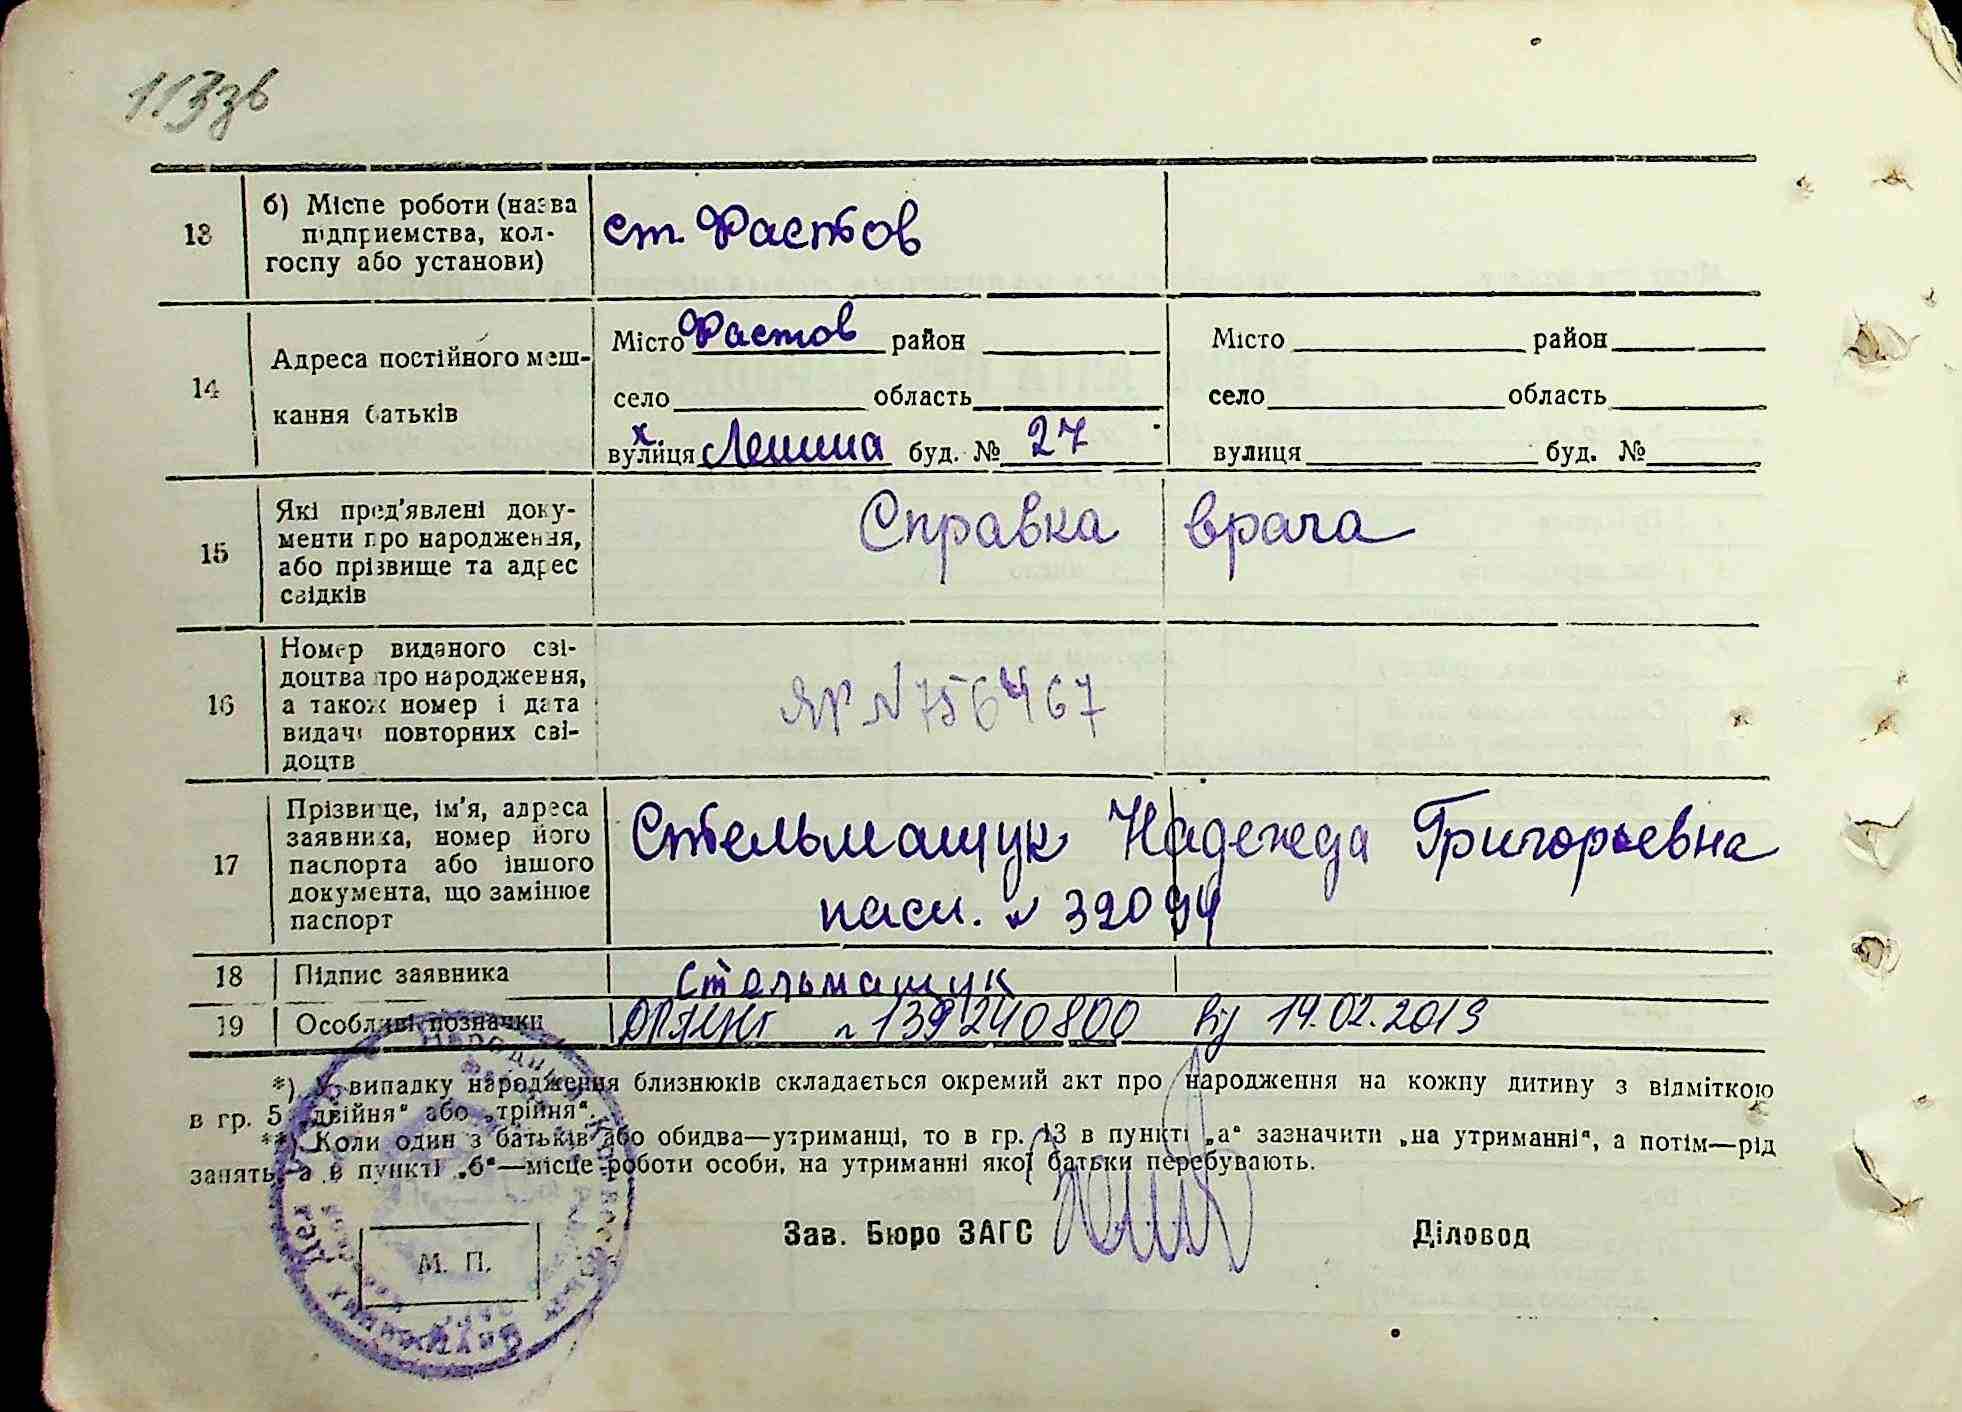 113зв
13 б) Місце роботи (назва підприємства, колгоспу або установи) ст. Фастов
14 Адреса постійного мешкання батьків
Місто Фастов район Місто район
село область село область
х.
вулиця Ленина буд. № 27 вулиця буд. №
15 Які пред'явлені документи про народження, або прізвище та адрес свідків Справка врача
16 Номер виданого свідоцтва про народження, а також номер і дата видачі повторних свідоцтв ЯР N 756467
17 Прізвище, ім'я, адреса заявника, номер його паспорта або іншого документа, що замінює паспорт Стельмащук Надежда Григорьевна
пасп. N 32094
18 Підпис заявника Стельмащук
19 Особливі позначки 139240800 від 14.02.2013
*) У випадку народження близнюків складається окремий акт про народження на кожну дитину з відміткою
в гр. 5 „двійня“ або „трійня“.
**) Коли один з батьків або обидва—утриманці, то в гр. 13 в пункті „а“ зазначити „на утриманні“, а потім—рід
занять, а в пункті „б“—місце роботи особи, на утриманні якої батьки перебувають.
Зав. Бюро ЗАГС Діловод
М. П.